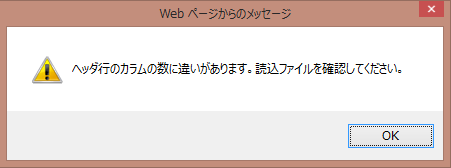 Web ページからのメッセージ
ヘッダ行のカラムの数に違いがあります。読込ファイルを確認してください。
OK